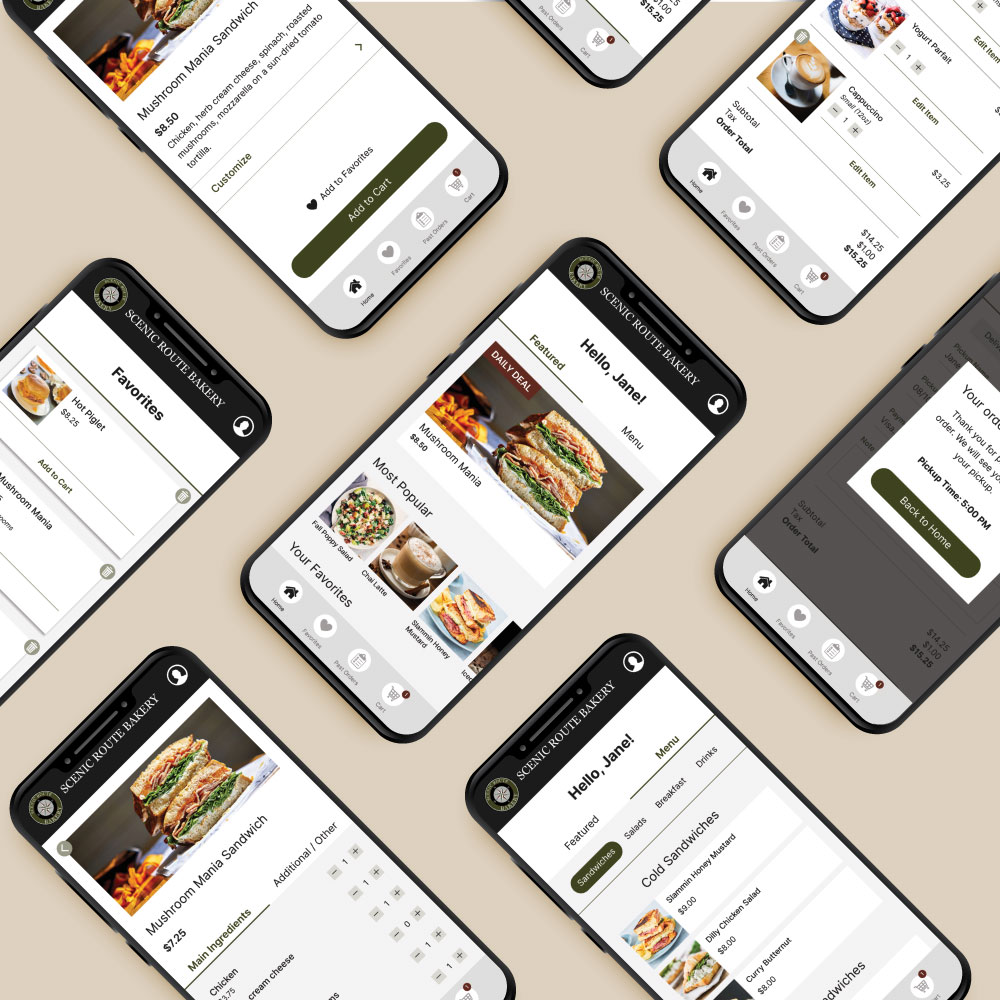 Mushroom Mania Sandwich
$8.50
Chicken, herb cream cheese, spinach, roasted
mushrooms, mozzarella on a sun-dried tomato
tortilla.
Customize
Add to Favorites
Add to Cart
Home
Favorites
Past Orders
Cart
Past Orders
Cart
$1.00
$15.25
Yogurt Parfait
1
Edit Item
Cappuccino
Small (12oz)
1
Edit Item
Edit Item
$3.25
Subtotal
Tax
Order Total
$14.25
$1.00
$15.25
Home
Favorites
Past Orders
Cart
SCENIC ROUTE BAKERY
Favorites
Hot Piglet
$8.25
Add to Cart
Mushroom Mania
SCENIC ROUTE BAKERY
Hello, Jane!
Featured
Menu
DAILY DEAL
Mushroom Mania
$8.50
Most Popular
Fall Poppy Salad
Chai Latte
Slammin Honey
Mustard
Iced
Your Favorites
Home
Favorites
Past Orders
Cart
Your orde
Thank you for p
order. We will see yo
your pickup.
Pickup Time: 5:00 PM
Back to Home
Subtotal
Tax
Order Total
$14.25
$1.00
$15.25
Home
Favorites
Past Orders
Cart
SCENIC ROUTE BAKERY
Mushroom Mania Sandwich
$7.25
Main Ingredients
Additional / Other
Chicken
cream cheese
1
1
1
0
1
1
Cart
SCENIC ROUTE BAKERY
Hello, Jane!
Featured
Menu
Sandwiches
Salads
Breakfast
Drinks
Cold Sandwiches
Slammin Honey Mustard
$9.00
Dilly Chicken Salad
$8.00
Curry Butternut
$8.00
Cart